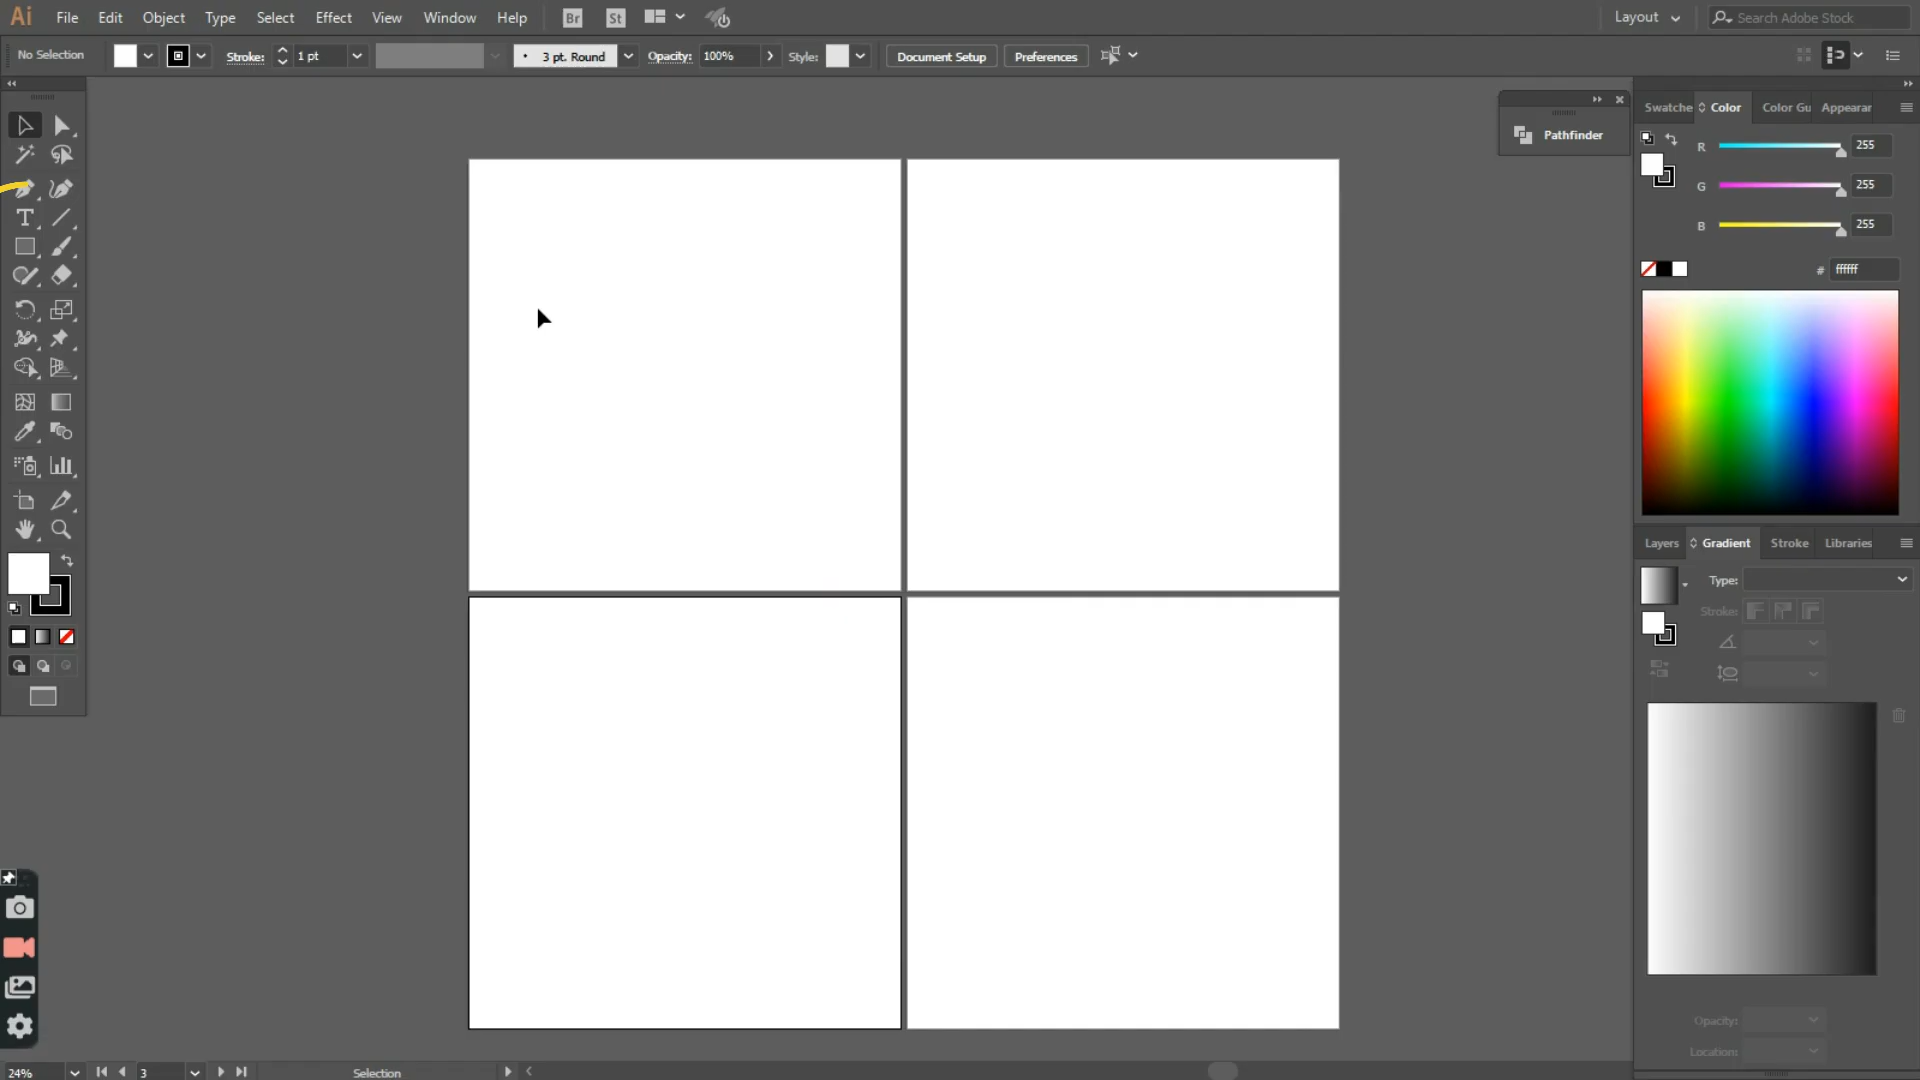 Ai File Edit Object Type Select Effect View Window Help Br St Layout Search Adobe Stock
No Selection Stroke: 1 pt 3 pt. Round Opacity: 100% Style: Document Setup Preferences
Swatche Color Color Gu Appearar
Pathfinder
R 255
G 255
B 255
# ffffff
T
Layers Gradient Stroke Libraries
Type:
Stroke:
Opacity:
Location:
24% 3 Selection